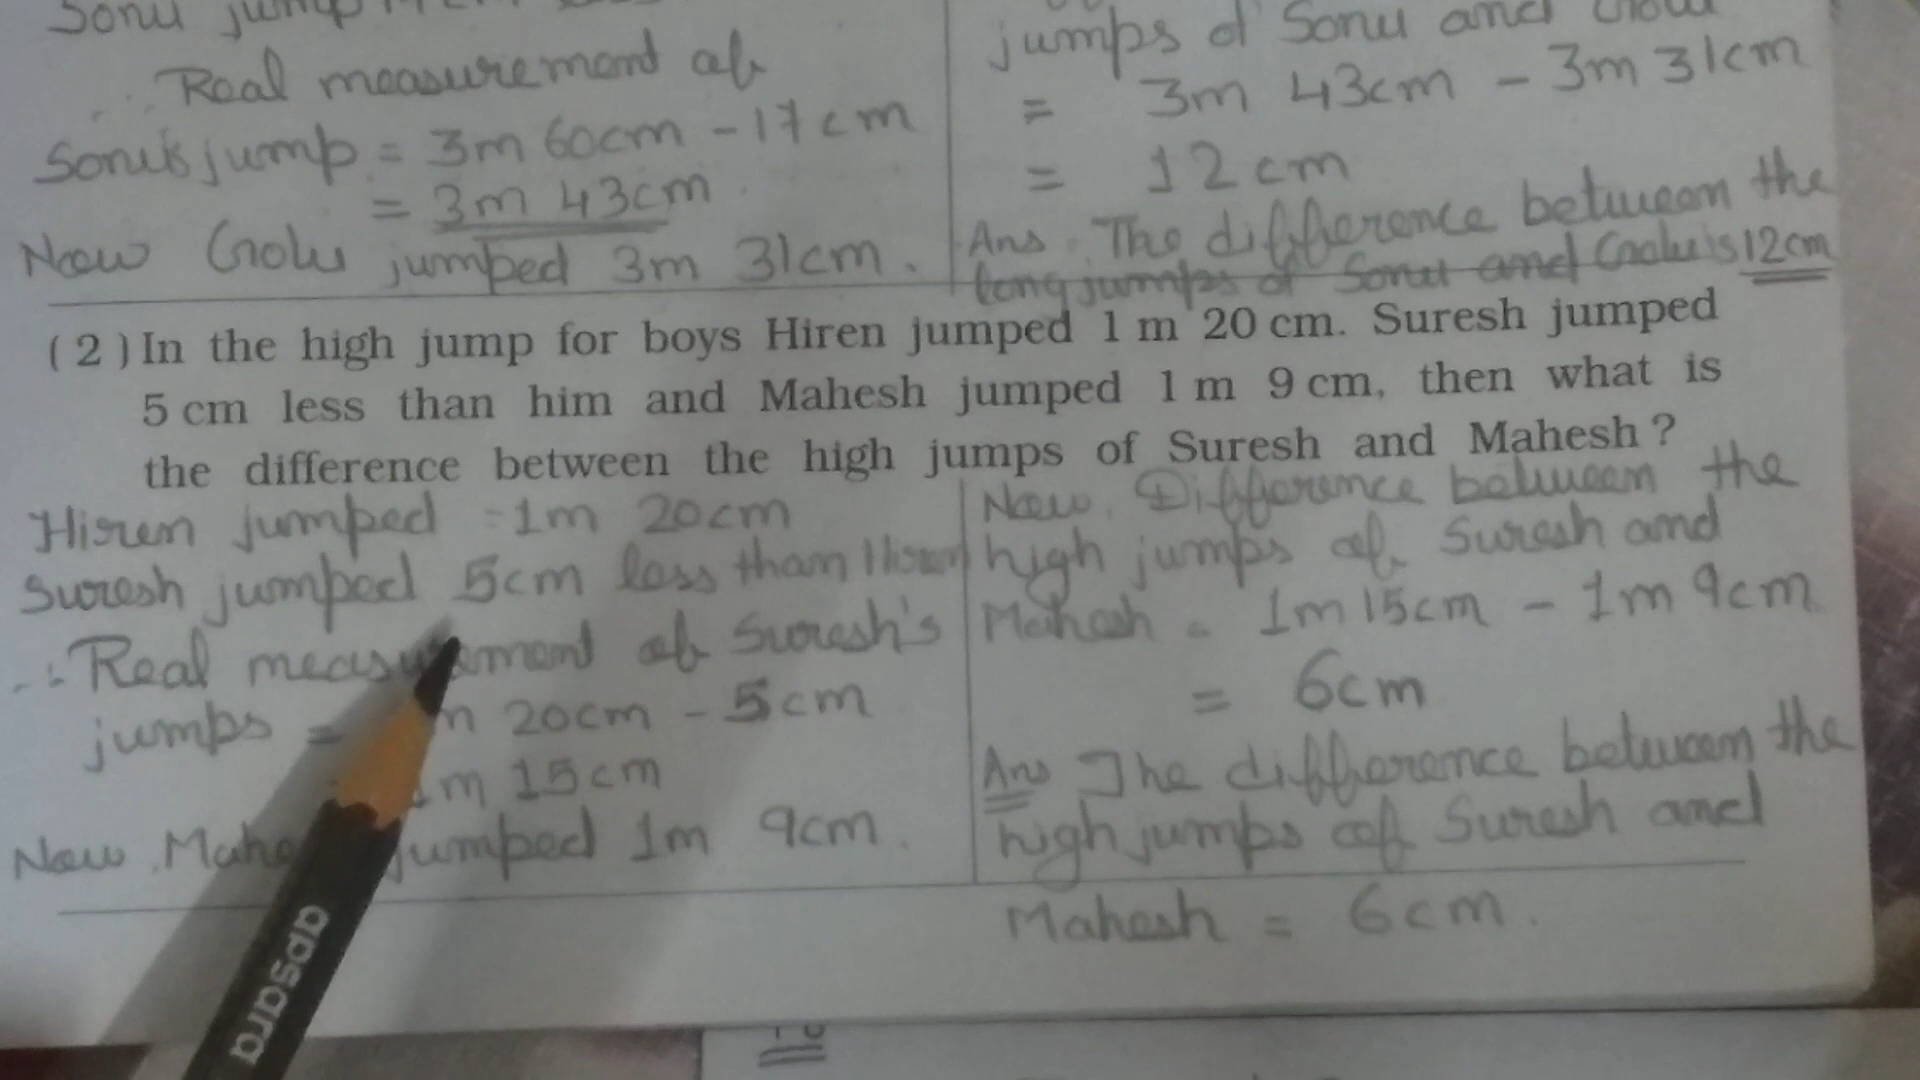 Sonu jump
Real measurement of
Sonu's jump = 3m 60cm - 17cm
= 3m 43cm
Now Golu jumped 3m 31cm.
jumps of Sonu and Golu
= 3m 43cm - 3m 31cm
= 12cm
Ans. The difference between the
long jumps of Sonu and Golu is 12cm
(2) In the high jump for boys Hiren jumped 1 m 20 cm. Suresh jumped
5 cm less than him and Mahesh jumped 1 m 9 cm, then what is
the difference between the high jumps of Suresh and Mahesh?
Hiren jumped = 1m 20cm
Suresh jumped 5cm less than Hiren
∴ Real measurement of Suresh's
jumps = m 20cm - 5cm
1m 15cm
Now Mahe jumped 1m 9cm.
Now, Difference between the
high jumps of Suresh and
Mahesh = 1m 15cm - 1m 9cm
= 6cm
Ans The difference between the
high jumps of Suresh and
Mahesh = 6cm.
apsara